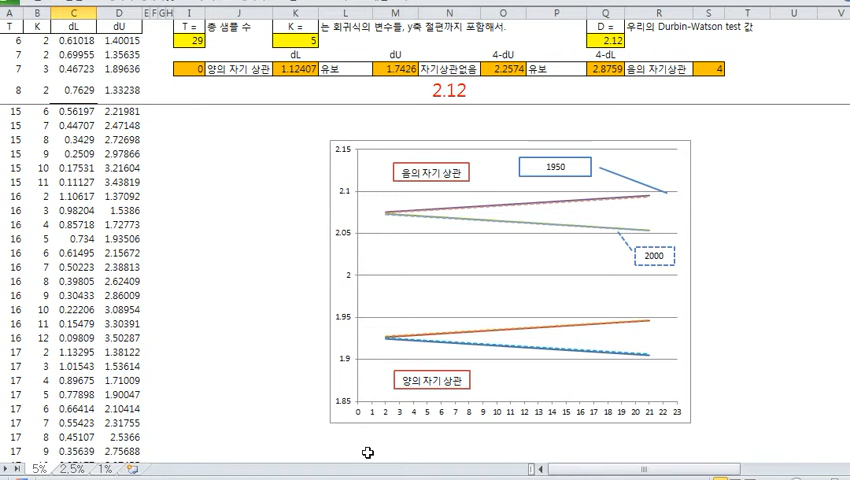 A B C D E F G H I J K L M N O P Q R S T U V
T K dL dU T = 총 샘플 수 K = 는 회귀식의 변수들, y축 절편까지 포함해서. D = 우리의 Durbin-Watson test 값
6 2 0.61018 1.40015 29 5 2.12
7 2 0.69955 1.35635 dL dU 4-dU 4-dL
7 3 0.46723 1.89636 0 양의 자기 상관 1.12407 유보 1.7426 자기상관없음 2.2574 유보 2.8759 음의 자기상관 4
8 2 0.7629 1.33238 2.12
15 6 0.56197 2.21981
15 7 0.44707 2.47148
15 8 0.3429 2.72698
15 9 0.2509 2.97866
15 10 0.17531 3.21604
15 11 0.11127 3.43819
16 2 1.10617 1.37092
16 3 0.98204 1.5386
16 4 0.85718 1.72773
16 5 0.734 1.93506
16 6 0.61495 2.15672
16 7 0.50223 2.38813
16 8 0.39805 2.62409
16 9 0.30433 2.86009
16 10 0.22206 3.08954
16 11 0.15479 3.30391
16 12 0.09809 3.50287
17 2 1.13295 1.38122
17 3 1.01543 1.53614
17 4 0.89675 1.71009
17 5 0.77898 1.90047
17 6 0.66414 2.10414
17 7 0.55423 2.31755
17 8 0.45107 2.5366
17 9 0.35639 2.75688
2.15
음의 자기 상관
1950
2.1
2.05
2000
2
1.95
1.9
양의 자기 상관
1.85
0 1 2 3 4 5 6 7 8 9 10 11 12 13 14 15 16 17 18 19 20 21 22 23
5% 2.5% 1%